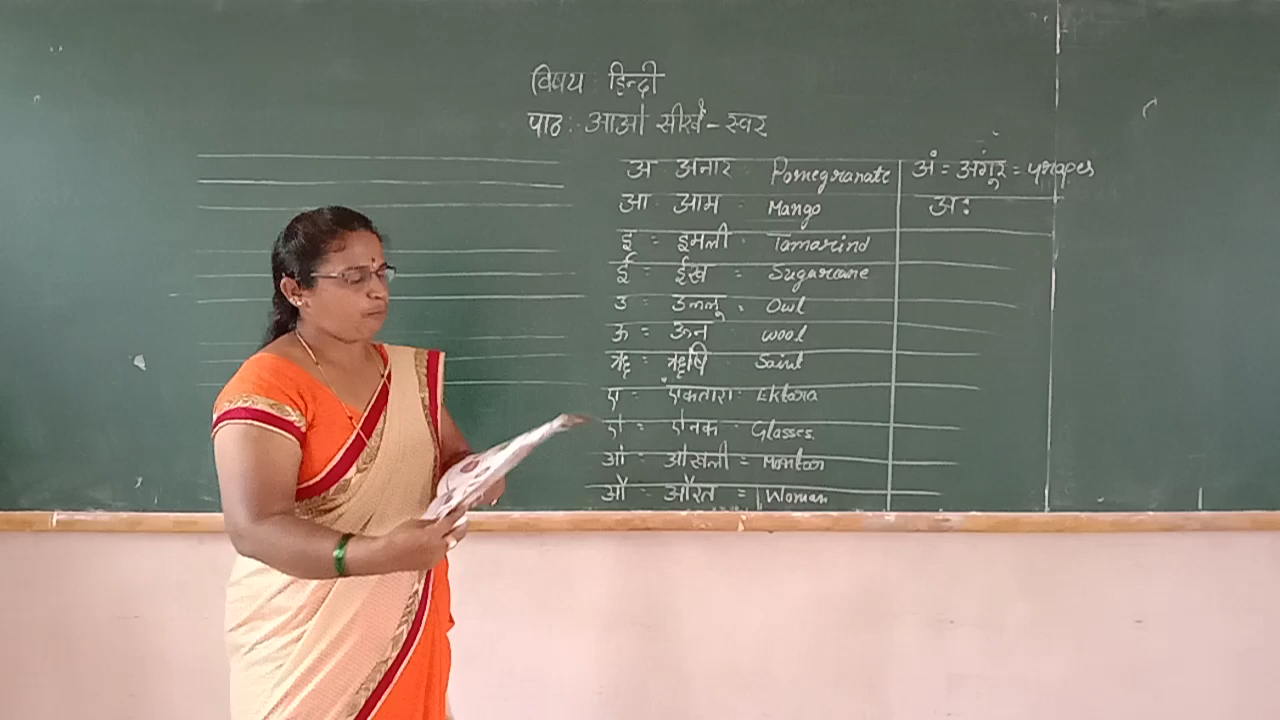 विषय : हिन्दी
पाठ : आओ सीखें - स्वर
अ अनार Pomegranate
आ आम Mango
इ = इमली Tamarind
ई = ईख = Sugarcane
उ = उल्लू = Owl
ऊ = ऊन wool
ऋ = ऋषि Saint
ए = एकतारा Ektara
ऐ = ऐनक Glasses.
ओ = ओखली =
औ = औरत = Woman
अं = अंगूर = grapes
अः